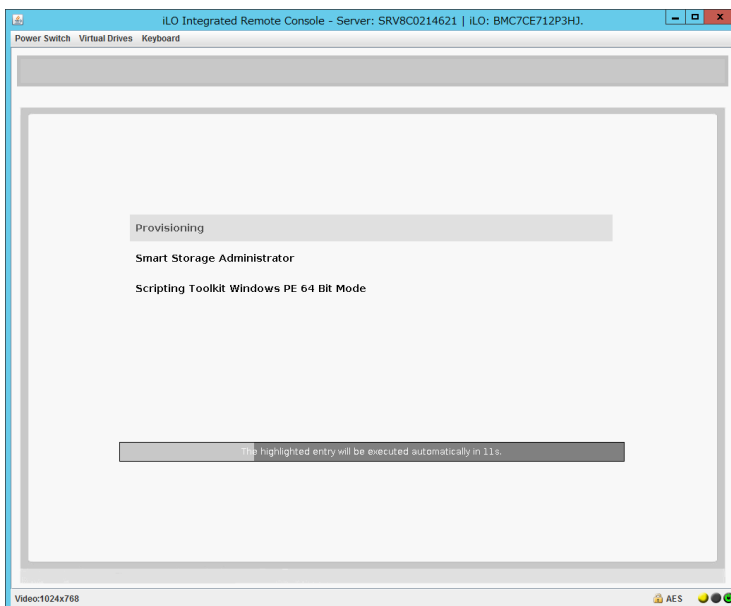 iLO Integrated Remote Console - Server: SRV8C0214621 | iLO: BMC7CE712P3HJ.
Power Switch Virtual Drives Keyboard
Provisioning
Smart Storage Administrator
Scripting Toolkit Windows PE 64 Bit Mode
The highlighted entry will be executed automatically in 11s.
Video:1024x768 AES